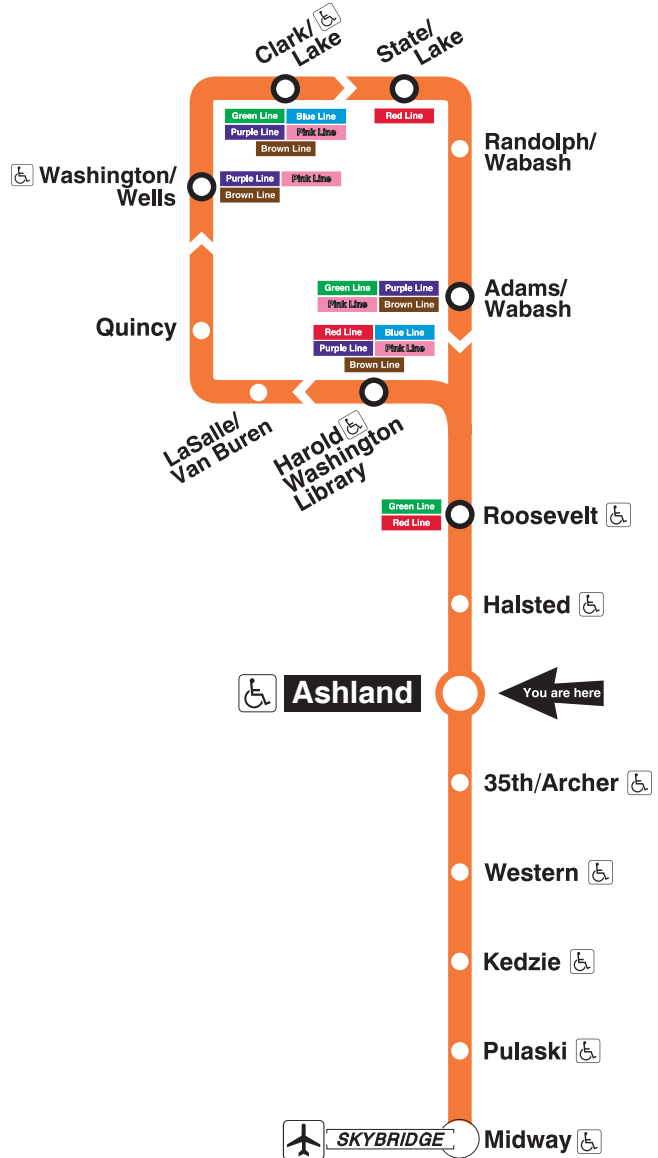 Clark/
Lake
State/
Lake
Green Line
Blue Line
Purple Line
Pink Line
Brown Line
Red Line
Randolph/
Wabash
Washington/
Wells
Purple Line
Pink Line
Brown Line
Green Line
Purple Line
Pink Line
Brown Line
Adams/
Wabash
Quincy
Red Line
Blue Line
Purple Line
Pink Line
Brown Line
LaSalle/
Van Buren
Harold
Washington
Library
Green Line
Red Line
Roosevelt
Halsted
Ashland
You are here
35th/Archer
Western
Kedzie
Pulaski
SKYBRIDGE
Midway